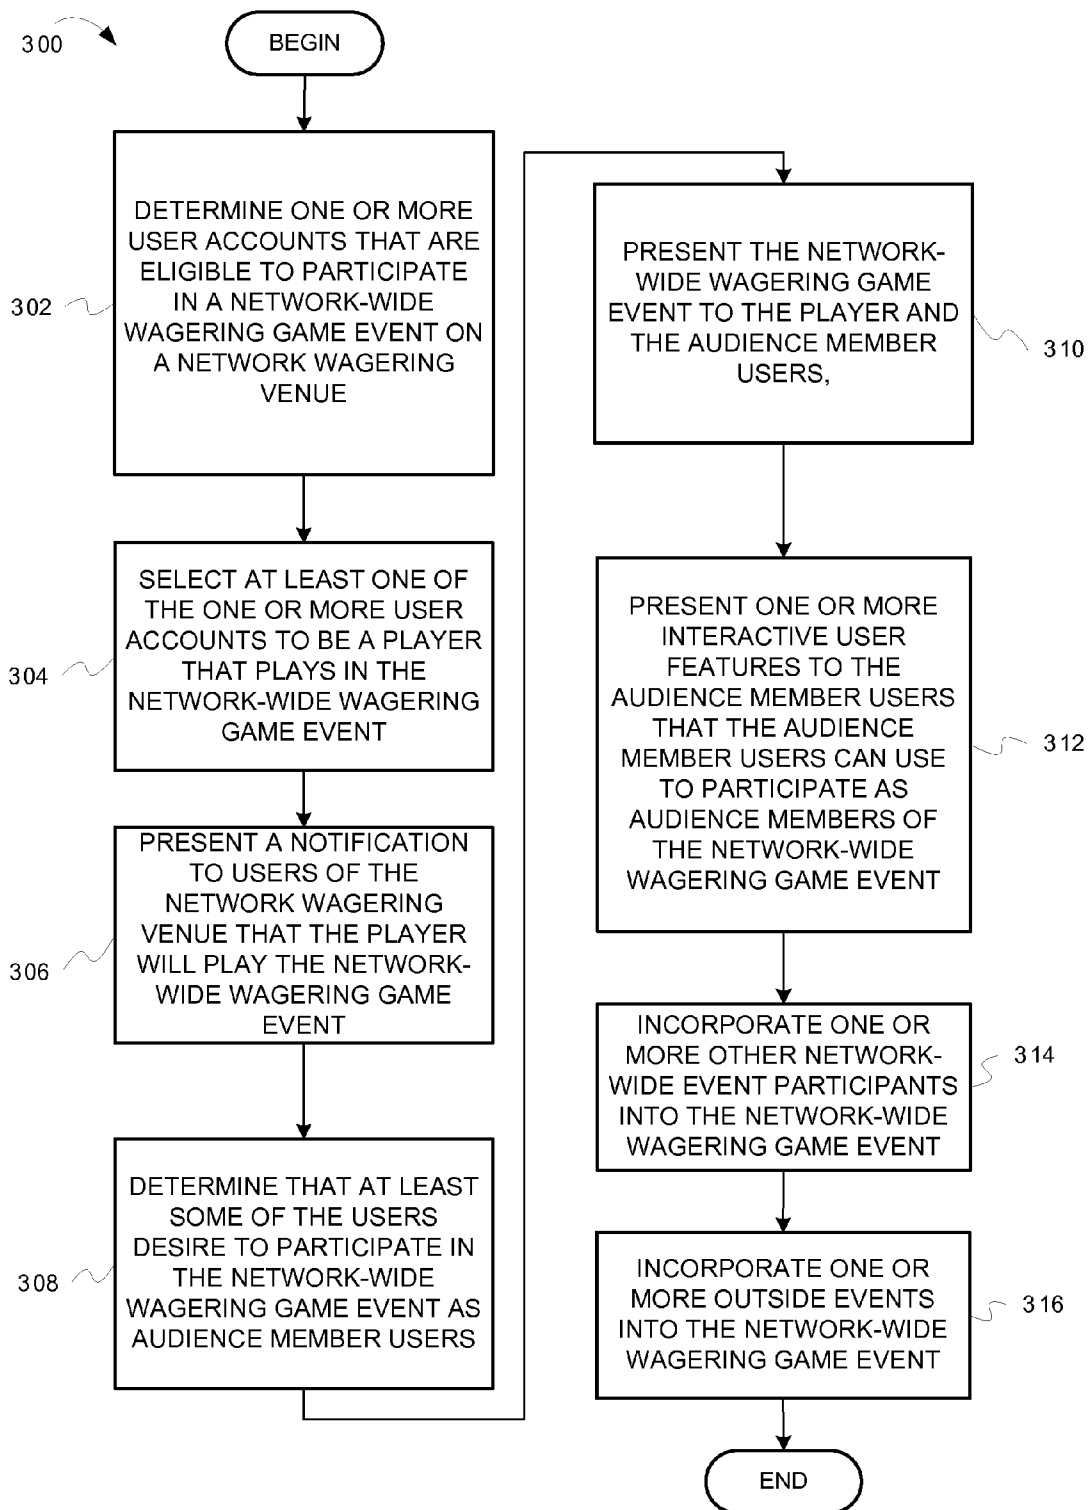 300
BEGIN
302
DETERMINE ONE OR MORE
USER ACCOUNTS THAT ARE
ELIGIBLE TO PARTICIPATE
IN A NETWORK-WIDE
WAGERING GAME EVENT ON
A NETWORK WAGERING
VENUE
304
SELECT AT LEAST ONE OF
THE ONE OR MORE USER
ACCOUNTS TO BE A PLAYER
THAT PLAYS IN THE
NETWORK-WIDE WAGERING
GAME EVENT
306
PRESENT A NOTIFICATION
TO USERS OF THE
NETWORK WAGERING
VENUE THAT THE PLAYER
WILL PLAY THE NETWORK-
WIDE WAGERING GAME
EVENT
308
DETERMINE THAT AT LEAST
SOME OF THE USERS
DESIRE TO PARTICIPATE IN
THE NETWORK-WIDE
WAGERING GAME EVENT AS
AUDIENCE MEMBER USERS
PRESENT THE NETWORK-
WIDE WAGERING GAME
EVENT TO THE PLAYER AND
THE AUDIENCE MEMBER
USERS,
310
PRESENT ONE OR MORE
INTERACTIVE USER
FEATURES TO THE
AUDIENCE MEMBER USERS
THAT THE AUDIENCE
MEMBER USERS CAN USE
TO PARTICIPATE AS
AUDIENCE MEMBERS OF
THE NETWORK-WIDE
WAGERING GAME EVENT
312
INCORPORATE ONE OR
MORE OTHER NETWORK-
WIDE EVENT PARTICIPANTS
INTO THE NETWORK-WIDE
WAGERING GAME EVENT
314
INCORPORATE ONE OR
MORE OUTSIDE EVENTS
INTO THE NETWORK-WIDE
WAGERING GAME EVENT
316
END